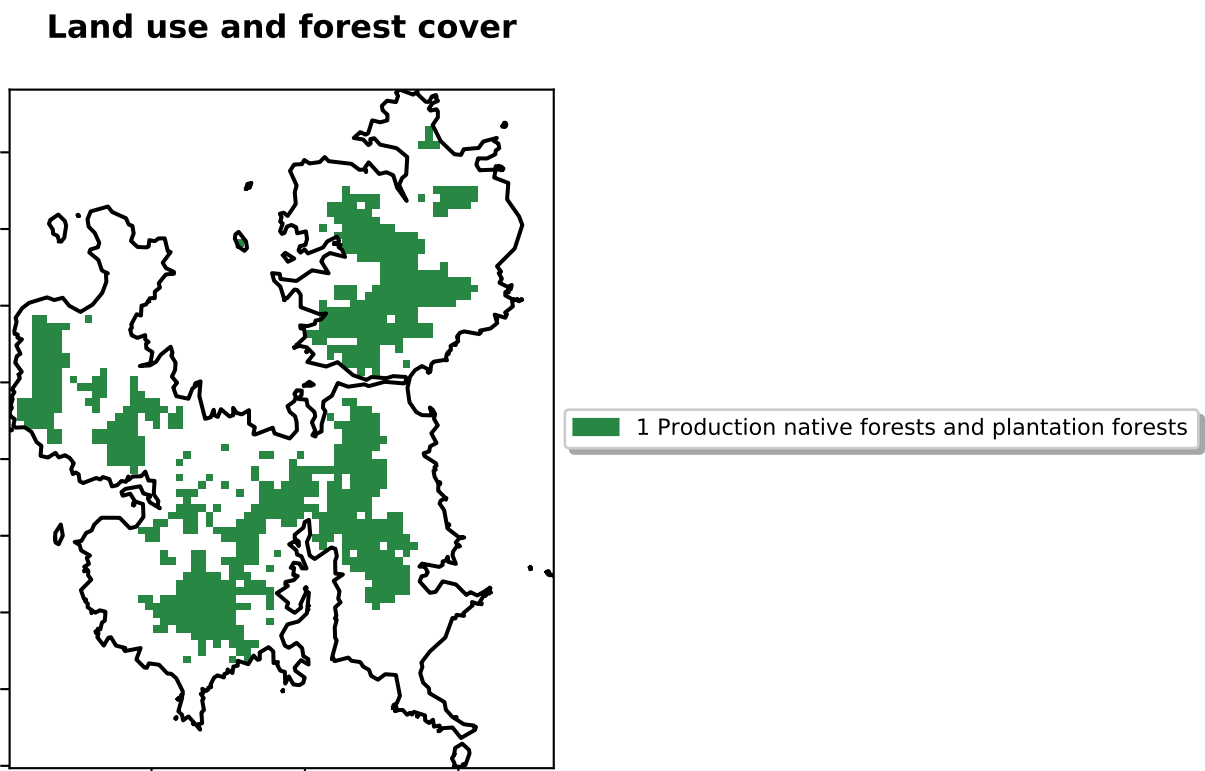 Land use and forest cover
1 Production native forests and plantation forests